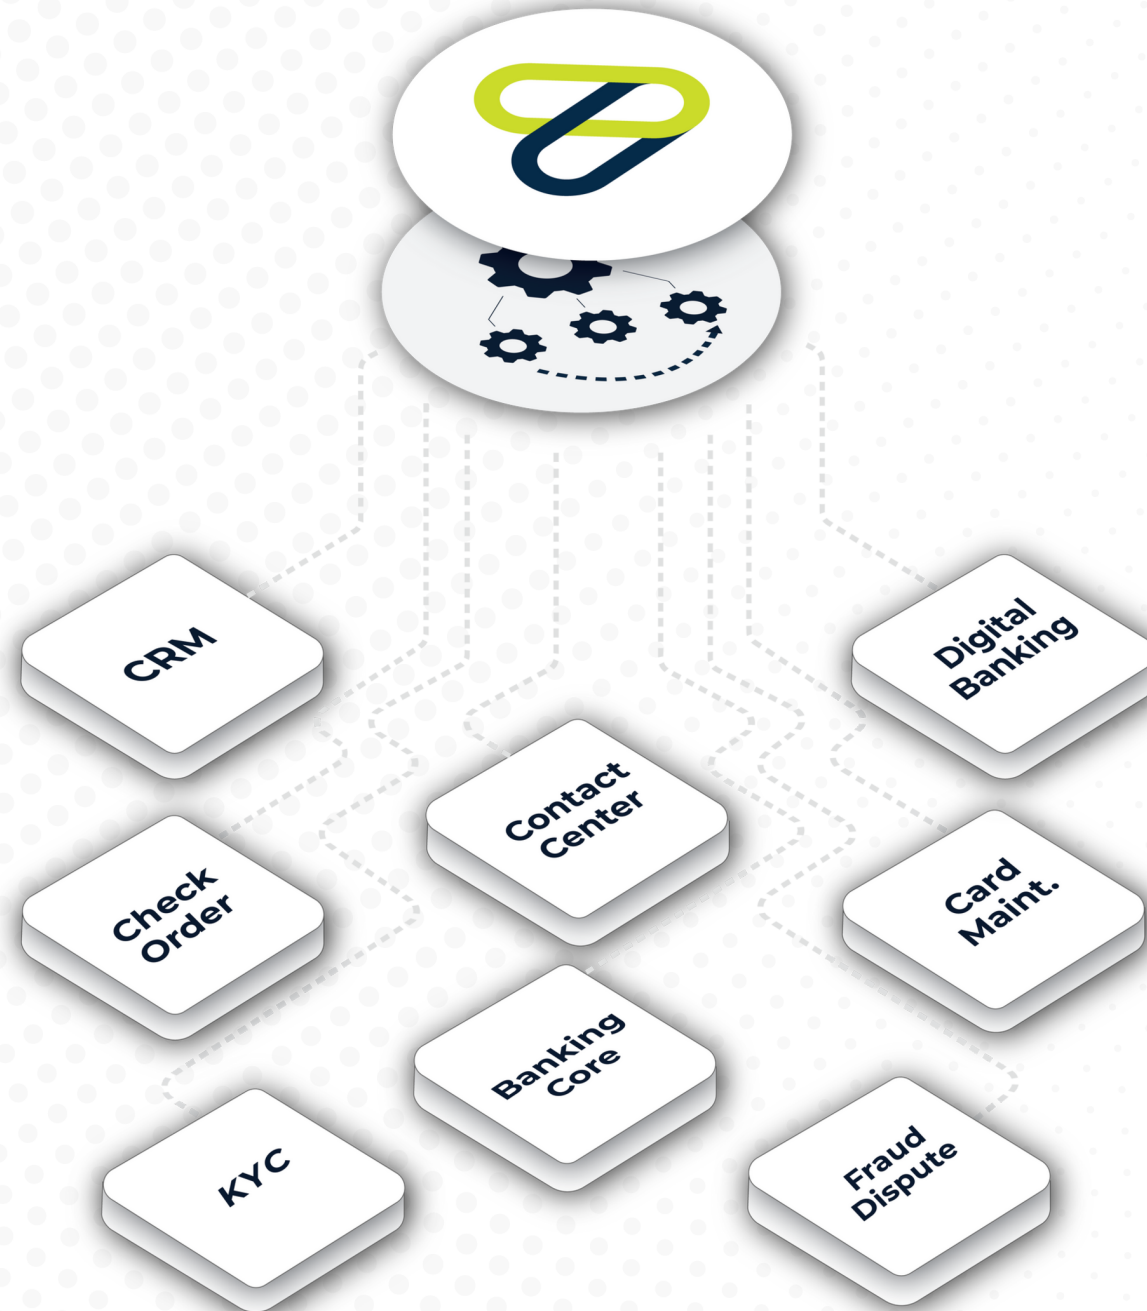 CRM
Digital
Banking
Contact
Center
Check
Order
Card
Maint.
Banking
Core
KYC
Fraud
Dispute